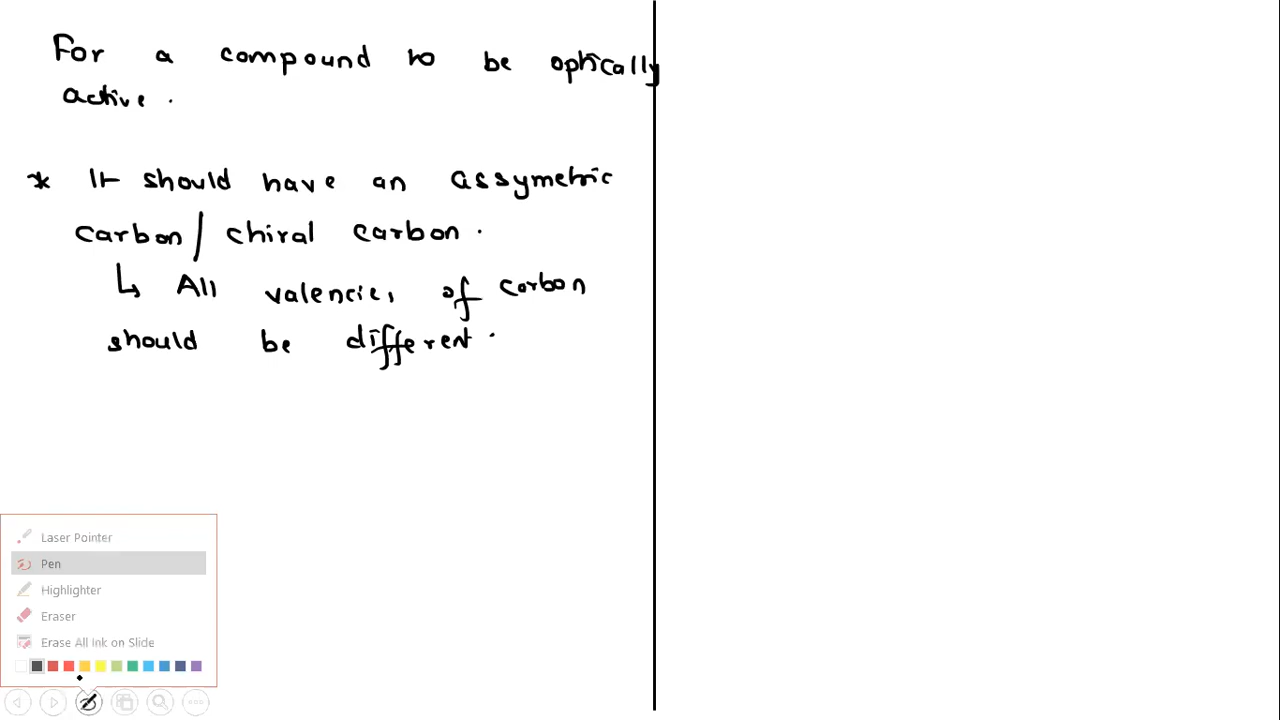 For a compound to be optically
active.
* It should have an assymetric
carbon/ chiral carbon.
↳ All valencies of carbon
should be different.
Laser Pointer
Pen
Highlighter
Eraser
Erase All Ink on Slide